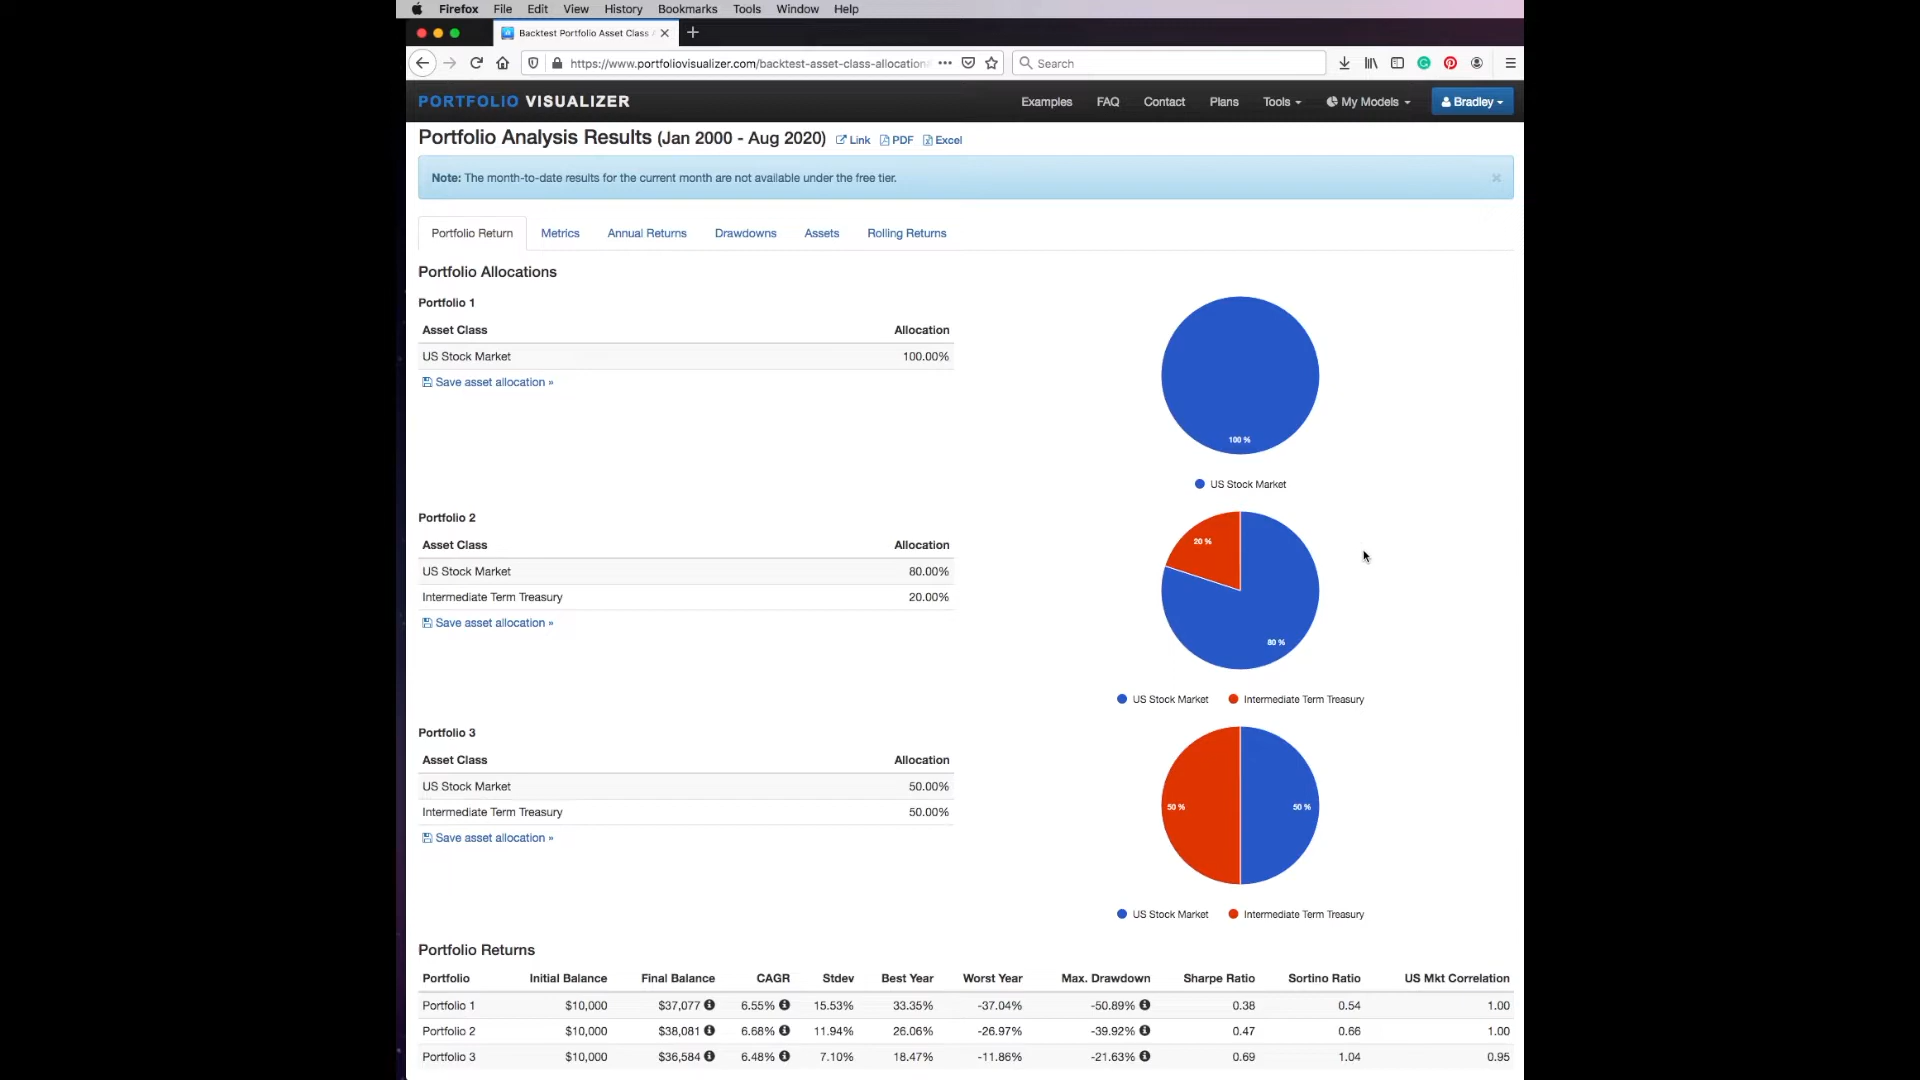 Firefox File Edit View History Bookmarks Tools Window Help
Backtest Portfolio Asset Class
https://www.portfoliovisualizer.com/backtest-asset-class-allocation Search
PORTFOLIO VISUALIZER Examples FAQ Contact Plans Tools My Models Bradley
Portfolio Analysis Results (Jan 2000 - Aug 2020) Link PDF Excel
Note: The month-to-date results for the current month are not available under the free tier. ×
Portfolio Return Metrics Annual Returns Drawdowns Assets Rolling Returns
Portfolio Allocations
Portfolio 1
Asset Class Allocation
US Stock Market 100.00%
Save asset allocation »
100 %
US Stock Market
Portfolio 2
Asset Class Allocation
US Stock Market 80.00%
Intermediate Term Treasury 20.00%
Save asset allocation »
20 %
80 %
US Stock Market Intermediate Term Treasury
Portfolio 3
Asset Class Allocation
US Stock Market 50.00%
Intermediate Term Treasury 50.00%
Save asset allocation »
50 % 50 %
US Stock Market Intermediate Term Treasury
Portfolio Returns
Portfolio Initial Balance Final Balance CAGR Stdev Best Year Worst Year Max. Drawdown Sharpe Ratio Sortino Ratio US Mkt Correlation
Portfolio 1 $10,000 $37,077 6.55% 15.53% 33.35% -37.04% -50.89% 0.38 0.54 1.00
Portfolio 2 $10,000 $38,081 6.68% 11.94% 26.06% -26.97% -39.92% 0.47 0.66 1.00
Portfolio 3 $10,000 $36,584 6.48% 7.10% 18.47% -11.86% -21.63% 0.69 1.04 0.95